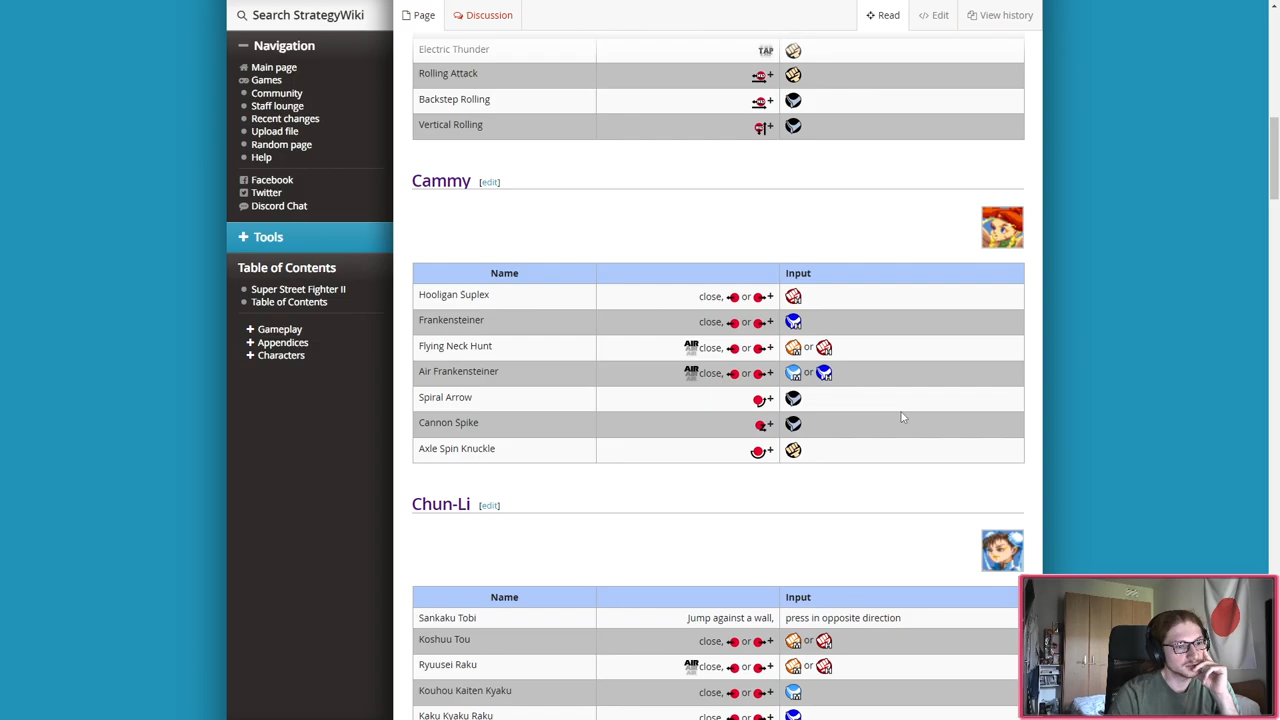 Search StrategyWiki
Page
Discussion
Read
Edit
View history
Navigation
Main page
Games
Community
Staff lounge
Recent changes
Upload file
Random page
Help
Facebook
Twitter
Discord Chat
Tools
Table of Contents
Super Street Fighter II
Table of Contents
Gameplay
Appendices
Characters
Electric Thunder TAP
Rolling Attack +
Backstep Rolling +
Vertical Rolling +
Cammy [edit]
Name Input
Hooligan Suplex close, or +
Frankensteiner close, or +
Flying Neck Hunt AIR close, or + or
Air Frankensteiner AIR close, or + or
Spiral Arrow +
Cannon Spike +
Axle Spin Knuckle +
Chun-Li [edit]
Name Input
Sankaku Tobi Jump against a wall, press in opposite direction
Koshuu Tou close, or + or
Ryuusei Raku AIR close, or + or
Kouhou Kaiten Kyaku close, or +
Kaku Kyaku Raku close, or +